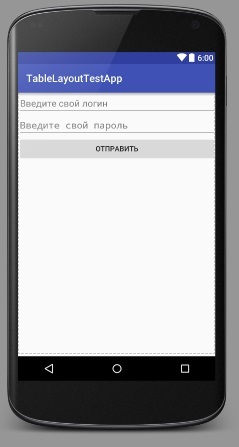 6:00
TableLayoutTestApp
Введите свой логин
Введите свой пароль
ОТПРАВИТЬ